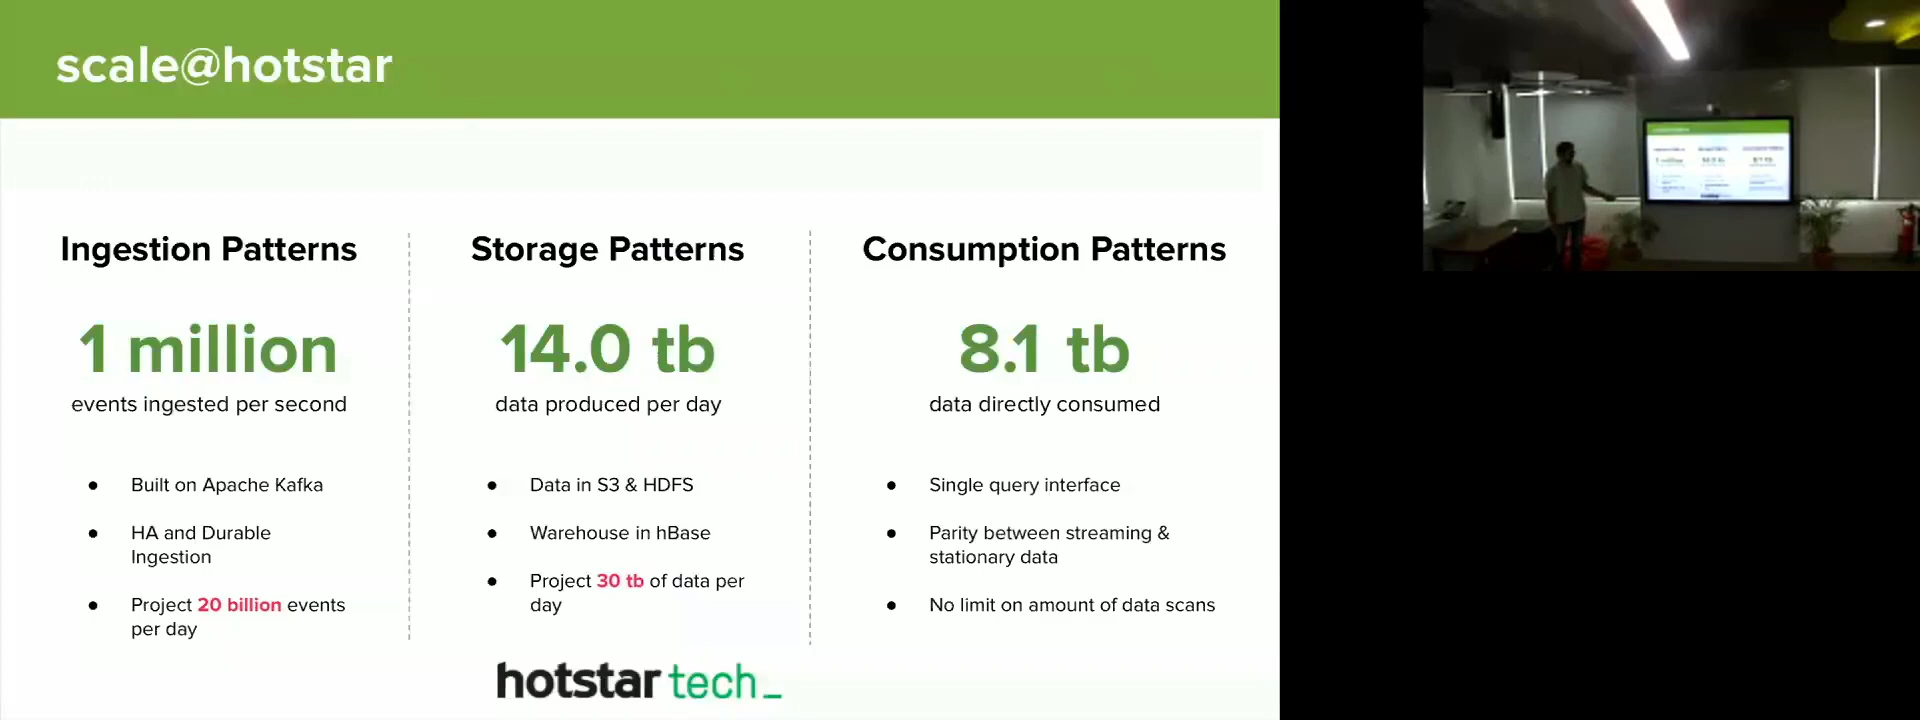 scale@hotstar
Ingestion Patterns
1 million
events ingested per second
● Built on Apache Kafka
● HA and Durable
Ingestion
● Project 20 billion events
per day
Storage Patterns
14.0 tb
data produced per day
● Data in S3 & HDFS
● Warehouse in hBase
● Project 30 tb of data per
day
Consumption Patterns
8.1 tb
data directly consumed
● Single query interface
● Parity between streaming &
stationary data
● No limit on amount of data scans
hotstar tech_